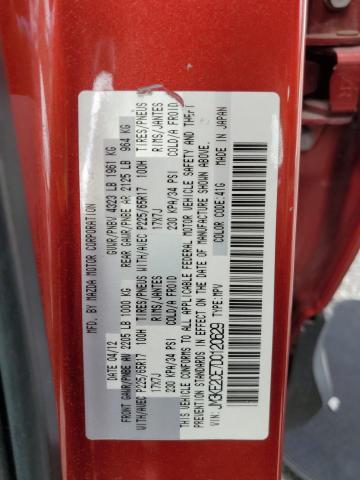 MFD. BY MAZDA MOTOR CORPORATION
DATE 04/12 GVWR/PNBV 4323 LB 1961 KG
FRONT GAWR/PNBE AV 2205 LB 1000 KG REAR GAWR/PNBE AR 2125 LB 964 KG
WITH/AVEC P225/65R17 100H TIRES/PNEUS WITH/AVEC P225/65R17 100H TIRES/PNEUS
17X7J RIMS/JANTES 17X7J RIMS/JANTES
230 KPA/34 PSI COLD/A FROID 230 KPA/34 PSI COLD/A FROID
THIS VEHICLE CONFORMS TO ALL APPLICABLE FEDERAL MOTOR VEHICLE SAFETY AND THEFT
PREVENTION STANDARDS IN EFFECT ON THE DATE OF MANUFACTURE SHOWN ABOVE.
COLOR CODE:41G MADE IN JAPAN
VIN: JM3KE2DE7D0120829 TYPE:MPV